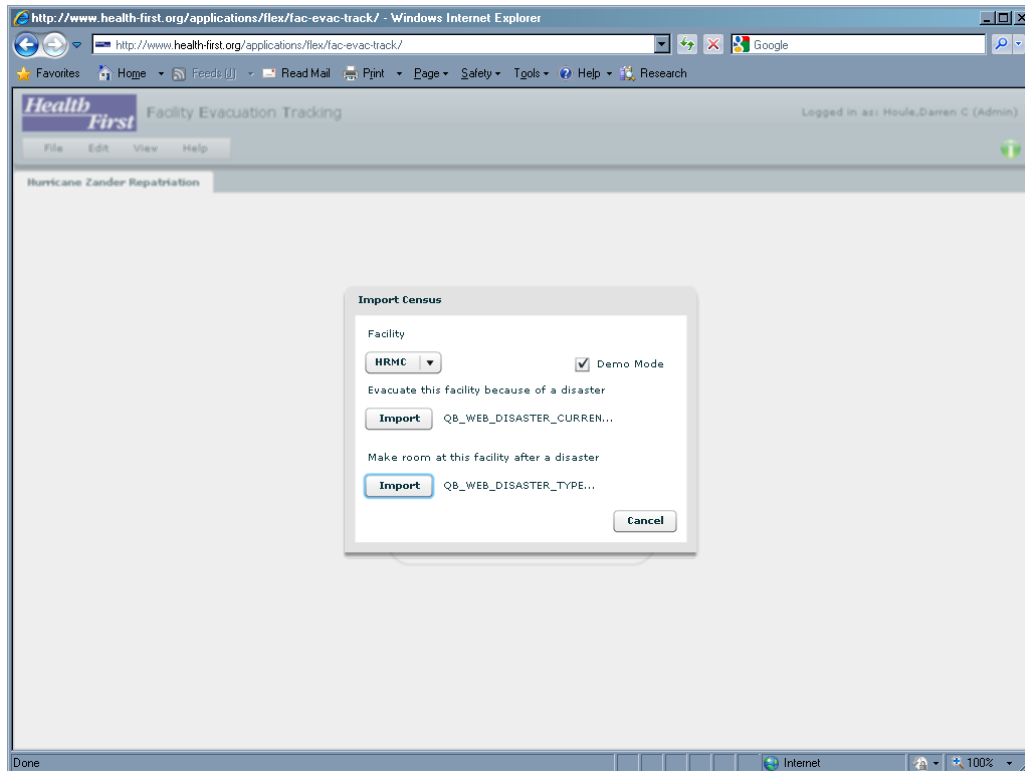 http://www.health-first.org/applications/flex/fac-evac-track/ - Windows Internet Explorer
http://www.health-first.org/applications/flex/fac-evac-track/
Google
Favorites Home Feeds (J) Read Mail Print Page Safety Tools Help Research
Health First Facility Evacuation Tracking Logged in as: Houle,Darren C (Admin)
File Edit View Help
Hurricane Zander Repatriation
Import Census
Facility
HRMC Demo Mode
Evacuate this facility because of a disaster
Import QB_WEB_DISASTER_CURREN...
Make room at this facility after a disaster
Import QB_WEB_DISASTER_TYPE...
Cancel
Done Internet 100%